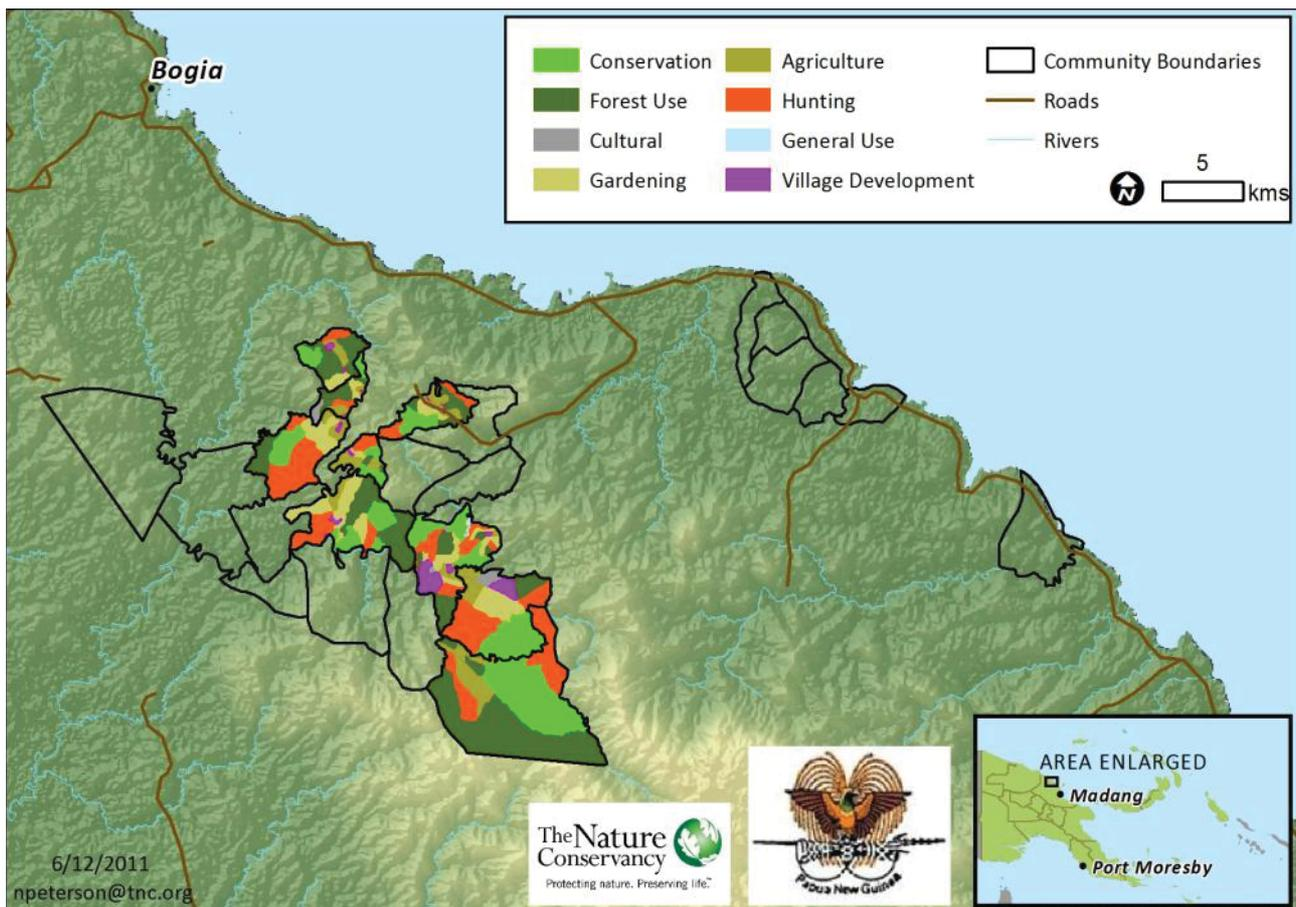 Bogia
Conservation
Forest Use
Cultural
Gardening
Agriculture
Hunting
General Use
Village Development
Community Boundaries
Roads
Rivers
N
5
kms
6/12/2011
npeterson@tnc.org
The Nature
Conservancy
Protecting nature. Preserving life.™
Papua New Guinea
AREA ENLARGED
Madang
Port Moresby